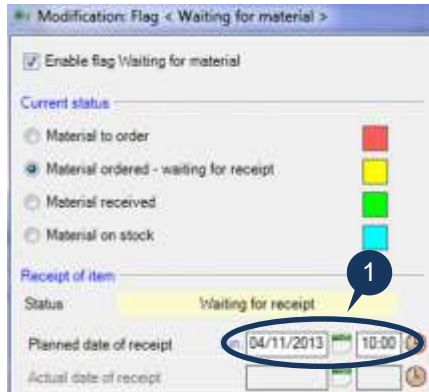 Modification: Flag < Waiting for material >
Enable flag Waiting for material
Current status
Material to order
Material ordered - waiting for receipt
Material received
Material on stock
1
Receipt of item
Status Waiting for receipt
Planned date of receipt 04/11/2013 10:00
Actual date of receipt